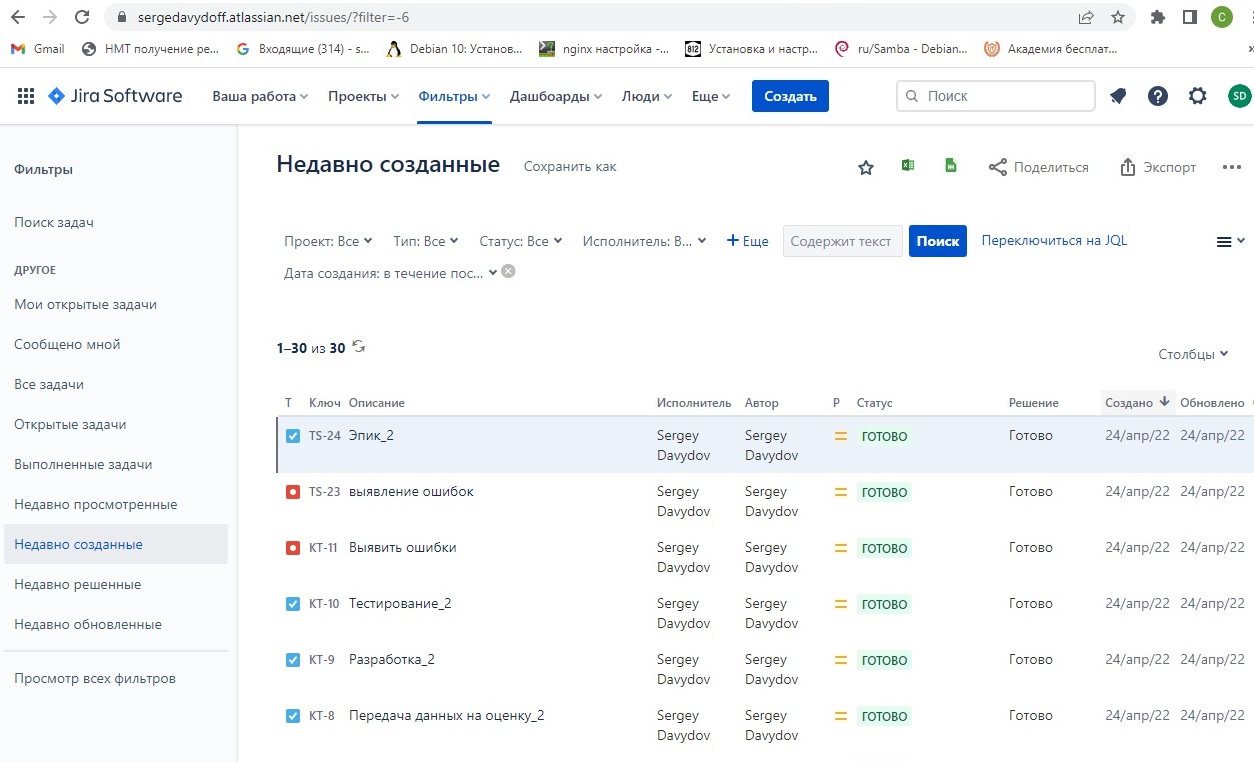 sergedavydoff.atlassian.net/issues/?filter=-6
C
Gmail
НМТ получение ре...
Входящие (314) - s...
Debian 10: Установ...
nginx настройка -...
Установка и настр...
ru/Samba - Debian...
Академия бесплат...
Jira Software
Ваша работа
Проекты
Фильтры
Дашборды
Люди
Еще
Создать
Поиск
SD
Фильтры
Поиск задач
ДРУГОЕ
Мои открытые задачи
Сообщено мной
Все задачи
Открытые задачи
Выполненные задачи
Недавно просмотренные
Недавно созданные
Недавно решенные
Недавно обновленные
Просмотр всех фильтров
Недавно созданные
Сохранить как
Поделиться
Экспорт
Проект: Все
Тип: Все
Статус: Все
Исполнитель: В...
+ Еще
Содержит текст
Поиск
Переключиться на JQL
Дата создания: в течение пос...
1–30 из 30
Столбцы
Т Ключ Описание Исполнитель Автор P Статус Решение Создано Обновлено
TS-24 Эпик_2 Sergey Davydov Sergey Davydov ГОТОВО Готово 24/апр/22 24/апр/22
TS-23 выявление ошибок Sergey Davydov Sergey Davydov ГОТОВО Готово 24/апр/22 24/апр/22
KT-11 Выявить ошибки Sergey Davydov Sergey Davydov ГОТОВО Готово 24/апр/22 24/апр/22
KT-10 Тестирование_2 Sergey Davydov Sergey Davydov ГОТОВО Готово 24/апр/22 24/апр/22
KT-9 Разработка_2 Sergey Davydov Sergey Davydov ГОТОВО Готово 24/апр/22 24/апр/22
KT-8 Передача данных на оценку_2 Sergey Davydov Sergey Davydov ГОТОВО Готово 24/апр/22 24/апр/22